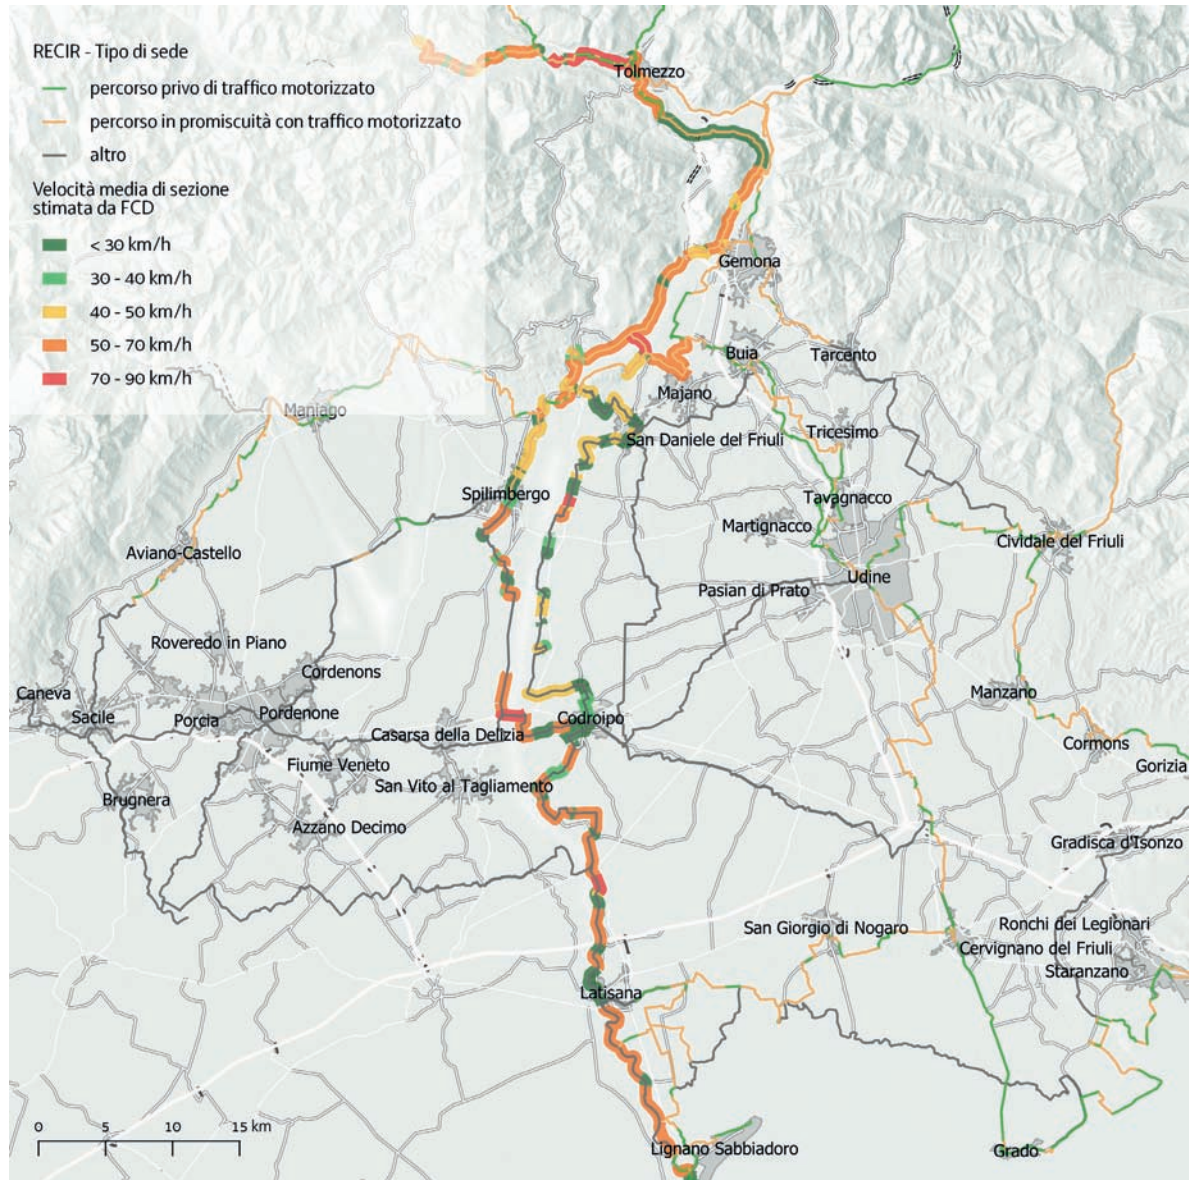 RECIR - Tipo di sede
percorso privo di traffico motorizzato
percorso in promiscuità con traffico motorizzato
altro
Velocità media di sezione
stimata da FCD
< 30 km/h
30 - 40 km/h
40 - 50 km/h
50 - 70 km/h
70 - 90 km/h
Tolmezzo
Gemona
Buia
Tarcento
Majano
Maniago
San Daniele del Friuli
Tricesimo
Spilimbergo
Tavagnacco
Martignacco
Aviano-Castello
Cividale del Friuli
Udine
Pasian di Prato
Roveredo in Piano
Cordenons
Caneva
Manzano
Sacile
Porcia
Pordenone
Codroipo
Casarsa della Delizia
Cormons
Fiume Veneto
Gorizia
San Vito al Tagliamento
Brugnera
Azzano Decimo
Gradisca d'Isonzo
San Giorgio di Nogaro
Ronchi dei Legionari
Cervignano del Friuli
Staranzano
Latisana
0 5 10 15 km
Lignano Sabbiadoro
Grado